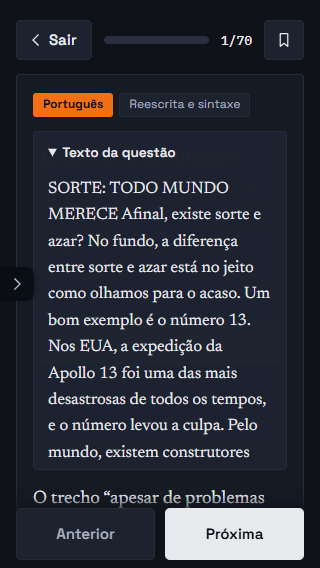 Sair
1/70
Português
Reescrita e sintaxe
Texto da questão
SORTE: TODO MUNDO
MERECE Afinal, existe sorte e
azar? No fundo, a diferença
entre sorte e azar está no jeito
como olhamos para o acaso. Um
bom exemplo é o número 13.
Nos EUA, a expedição da
Apollo 13 foi uma das mais
desastrosas de todos os tempos,
e o número levou a culpa. Pelo
mundo, existem construtores
O trecho “apesar de problemas
Anterior
Próxima